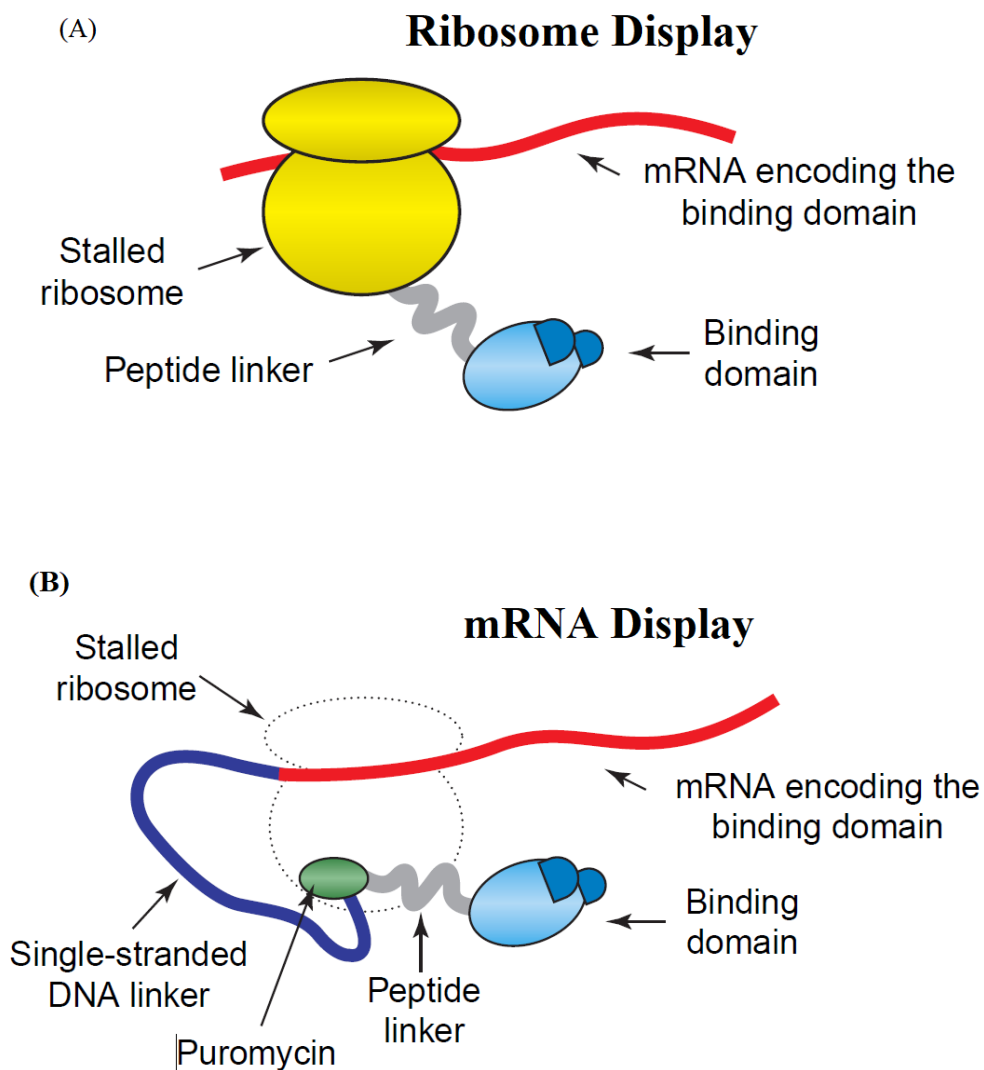 (A)
Ribosome Display
mRNA encoding the
binding domain
Stalled
ribosome
Peptide linker
Binding
domain
(B)
mRNA Display
Stalled
ribosome
mRNA encoding the
binding domain
Binding
domain
Single-stranded
DNA linker
Peptide
linker
Puromycin